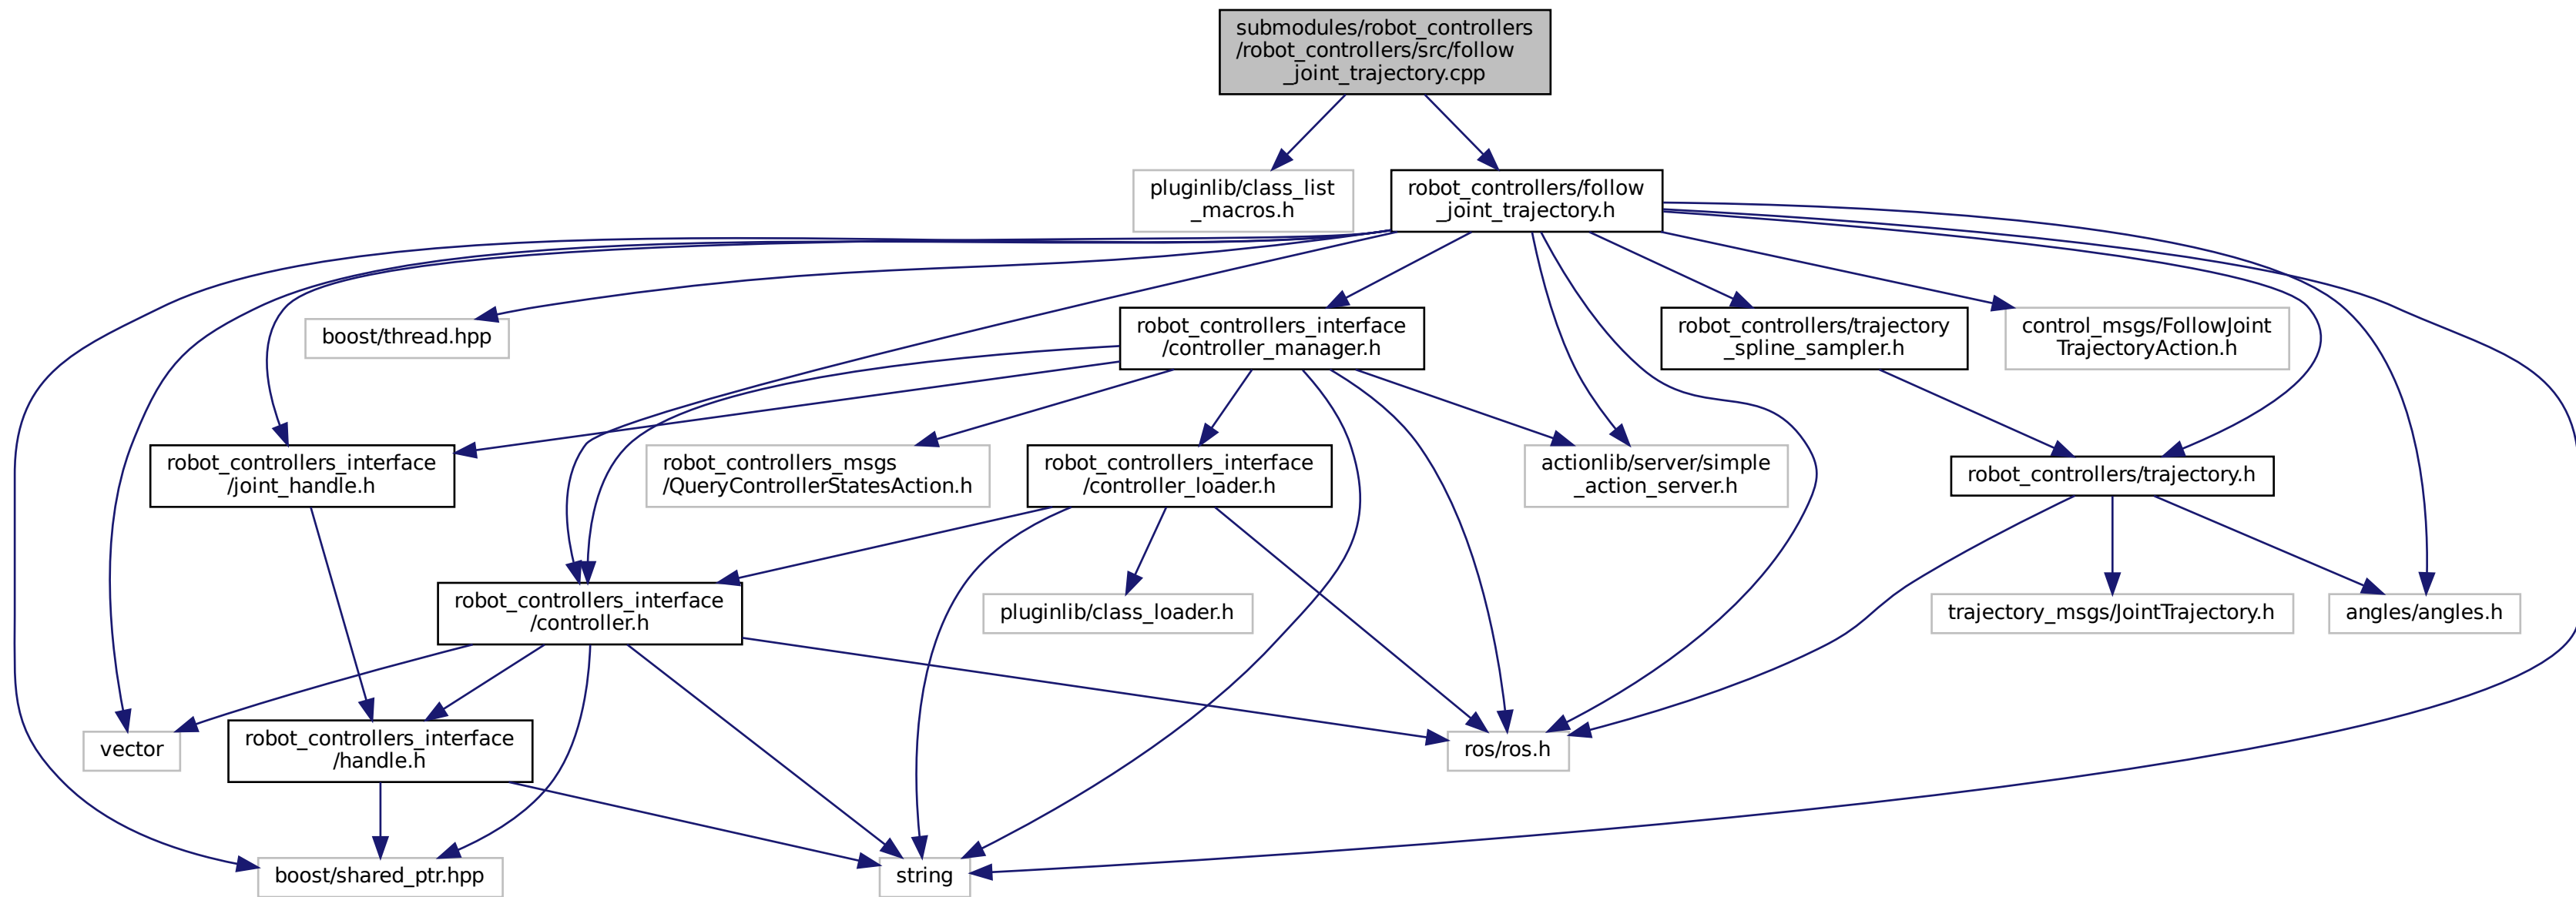 submodules/robot_controllers
/robot_controllers/src/follow
_joint_trajectory.cpp
pluginlib/class_list
_macros.h
robot_controllers/follow
_joint_trajectory.h
boost/thread.hpp
robot_controllers_interface
/controller_manager.h
robot_controllers/trajectory
_spline_sampler.h
control_msgs/FollowJoint
TrajectoryAction.h
robot_controllers_interface
/joint_handle.h
robot_controllers_msgs
/QueryControllerStatesAction.h
robot_controllers_interface
/controller_loader.h
actionlib/server/simple
_action_server.h
robot_controllers/trajectory.h
robot_controllers_interface
/controller.h
pluginlib/class_loader.h
trajectory_msgs/JointTrajectory.h
angles/angles.h
vector
robot_controllers_interface
/handle.h
ros/ros.h
boost/shared_ptr.hpp
string